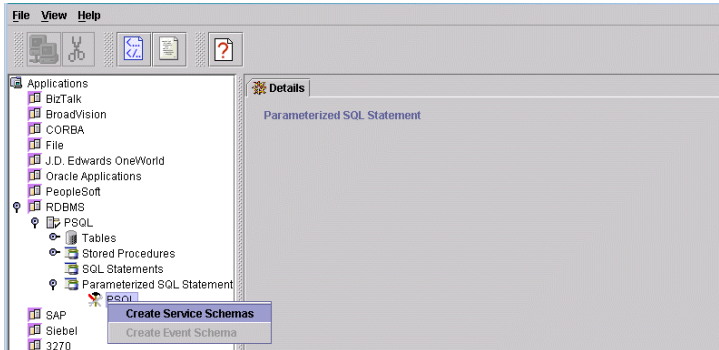 File View Help
Applications
BizTalk
BroadVision
CORBA
File
J.D. Edwards OneWorld
Oracle Applications
PeopleSoft
RDBMS
PSQL
Tables
Stored Procedures
SQL Statements
Parameterized SQL Statement
PSQL
SAP
Siebel
3270
Create Service Schemas
Create Event Schema
Details
Parameterized SQL Statement